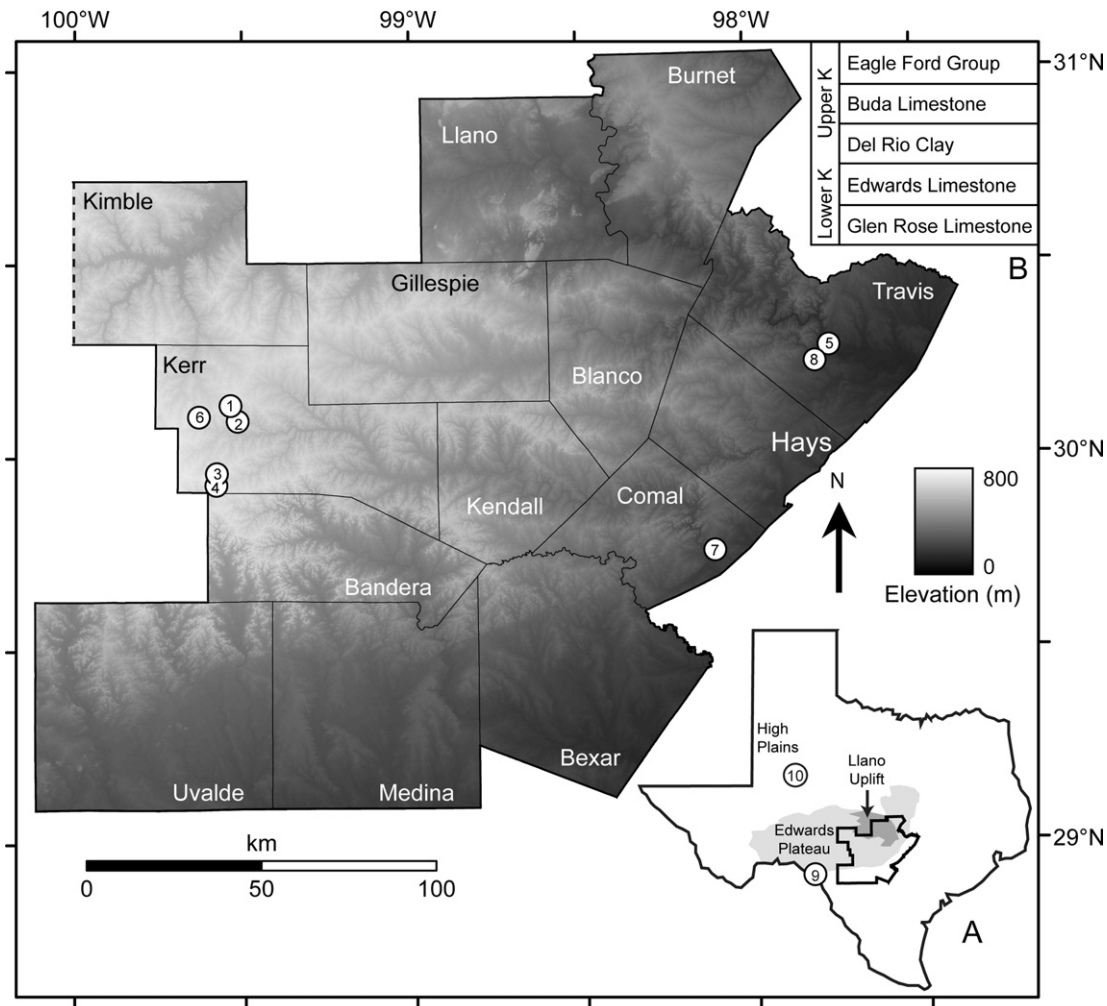 100°W
99°W
98°W
31°N
Burnet
Upper K
Eagle Ford Group
Buda Limestone
Llano
Del Rio Clay
Lower K
Edwards Limestone
Kimble
Glen Rose Limestone
B
Gillespie
Travis
5
Kerr
8
Blanco
1
6
2
Hays
30°N
3
4
N
800
Kendall
Comal
7
0
Bandera
Elevation (m)
High
Plains
Llano
Uplift
Bexar
10
Uvalde
Medina
Edwards
Plateau
29°N
km
9
0
50
100
A